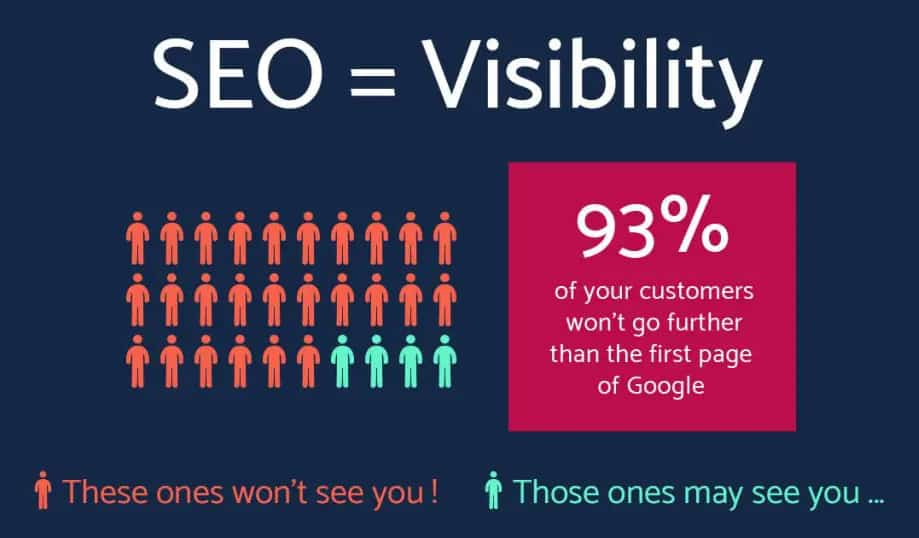 SEO = Visibility
93%
of your customers
won't go further
than the first page
of Google
These ones won't see you !
Those ones may see you ...